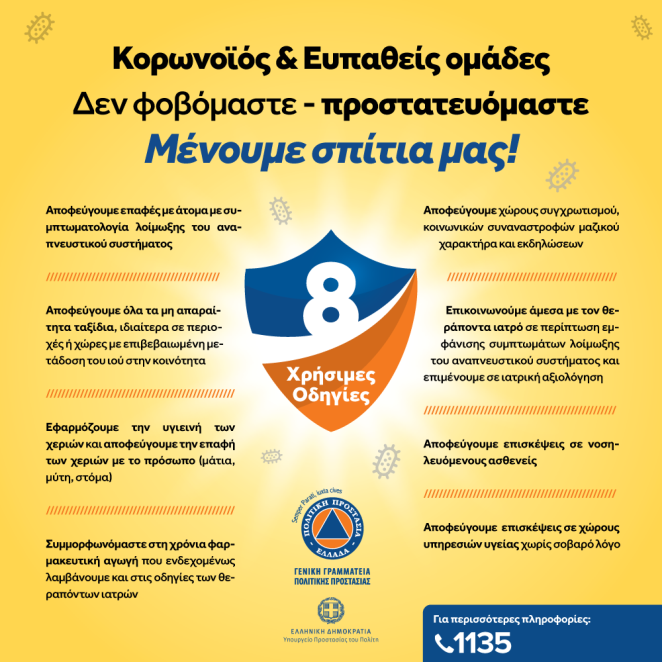 Κορωνοϊός & Ευπαθείς ομάδες
Δεν φοβόμαστε - προστατευόμαστε
Μένουμε σπίτια μας!
Αποφεύγουμε επαφές με άτομα με συ-
μπτωματολογία λοίμωξης του ανα-
πνευστικού συστήματος
Αποφεύγουμε όλα τα μη απαραί-
τητα ταξίδια, ιδιαίτερα σε περιο-
χές ή χώρες με επιβεβαιωμένη με-
τάδοση του ιού στην κοινότητα
Εφαρμόζουμε την υγιεινή των
χεριών και αποφεύγουμε την επαφή
των χεριών με το πρόσωπο (μάτια,
μύτη, στόμα)
Συμμορφωνόμαστε στη χρόνια φαρ-
μακευτική αγωγή που ενδεχομένως
λαμβάνουμε και στις οδηγίες των θε-
ραπόντων ιατρών
8
Χρήσιμες
Οδηγίες
Αποφεύγουμε χώρους συγχρωτισμού,
κοινωνικών συναναστροφών μαζικού
χαρακτήρα και εκδηλώσεων
Επικοινωνούμε άμεσα με τον θε-
ράποντα ιατρό σε περίπτωση εμ-
φάνισης συμπτωμάτων λοίμωξης
του αναπνευστικού συστήματος και
επιμένουμε σε ιατρική αξιολόγηση
Αποφεύγουμε επισκέψεις σε νοση-
λευόμενους ασθενείς
Αποφεύγουμε επισκέψεις σε χώρους
υπηρεσιών υγείας χωρίς σοβαρό λόγο
Semper Parati, iuxta cives
ΠΟΛΙΤΙΚΗ ΠΡΟΣΤΑΣΙΑ
ΕΛΛΑΔΑ
ΓΕΝΙΚΗ ΓΡΑΜΜΑΤΕΙΑ
ΠΟΛΙΤΙΚΗΣ ΠΡΟΣΤΑΣΙΑΣ
ΕΛΛΗΝΙΚΗ ΔΗΜΟΚΡΑΤΙΑ
Υπουργείο Προστασίας του Πολίτη
Για περισσότερες πληροφορίες:
1135